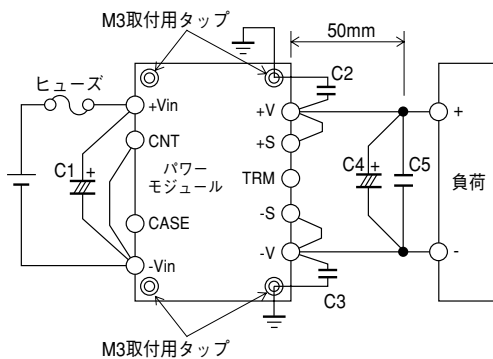 M3取付用タップ
50mm
ヒューズ
C2
+Vin
+V
+
CNT
+S
C1
+
パワー
モジュール
TRM
C4
+
C5
負荷
CASE
-S
-Vin
-V
-
C3
M3取付用タップ